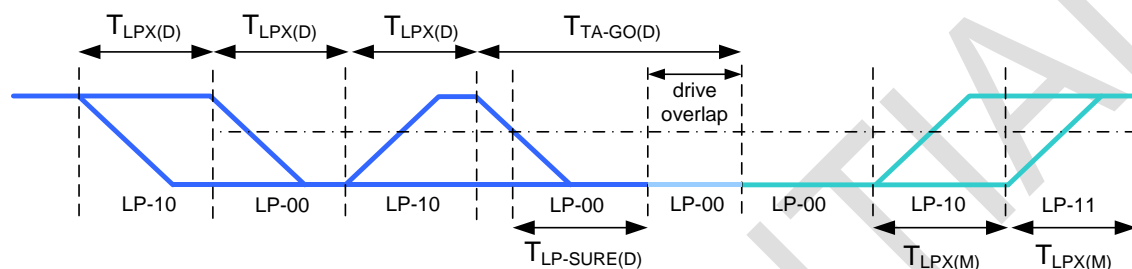 TLPX(D) TLPX(D) TLPX(D) TTA-GO(D)
drive
overlap
LP-10 LP-00 LP-10 LP-00 LP-00 LP-00 LP-10 LP-11
TLP-SURE(D) TLPX(M) TLPX(M)
NTIAL